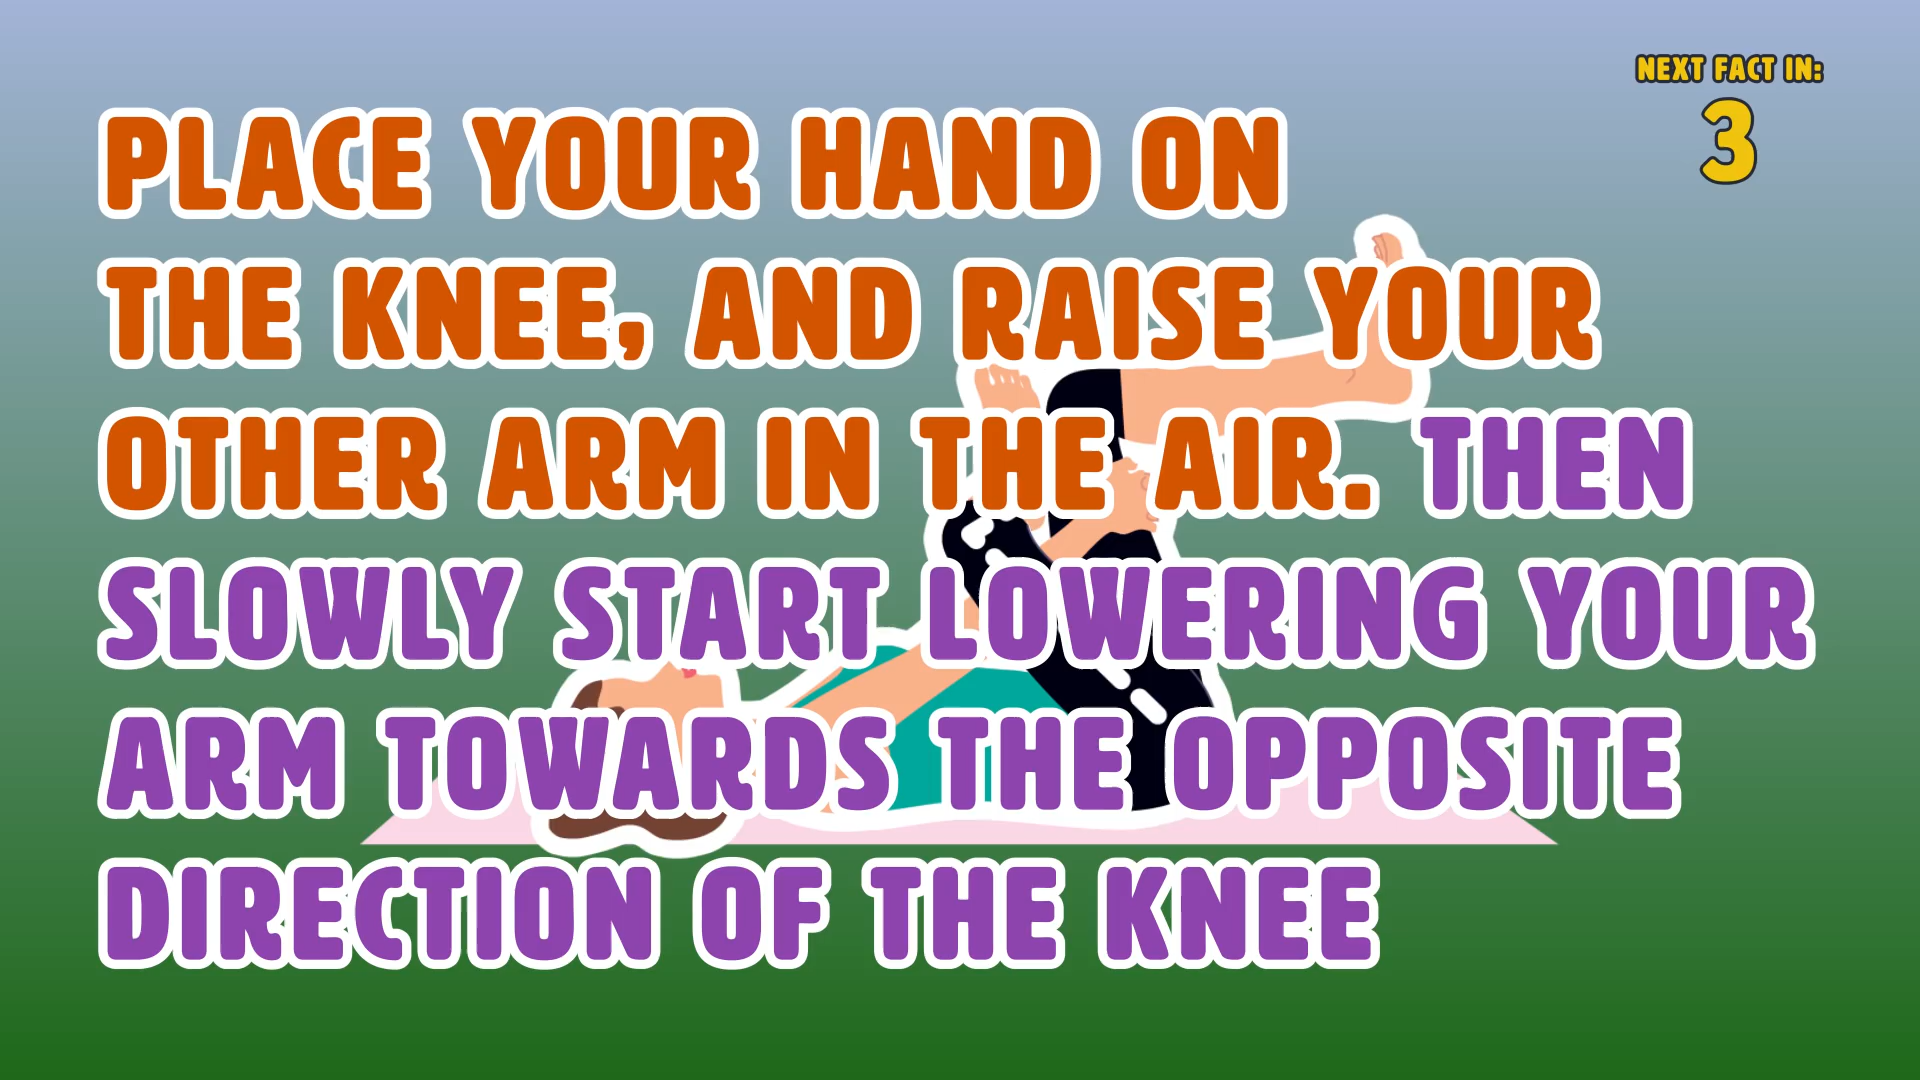 NEXT FACT IN:
3
PLACE YOUR HAND ON
THE KNEE, AND RAISE YOUR
OTHER ARM IN THE AIR. THEN
SLOWLY START LOWERING YOUR
ARM TOWARDS THE OPPOSITE
DIRECTION OF THE KNEE